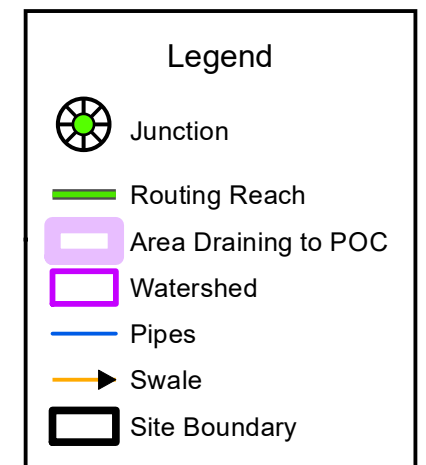 Legend
Junction
Routing Reach
Area Draining to POC
Watershed
Pipes
Swale
Site Boundary